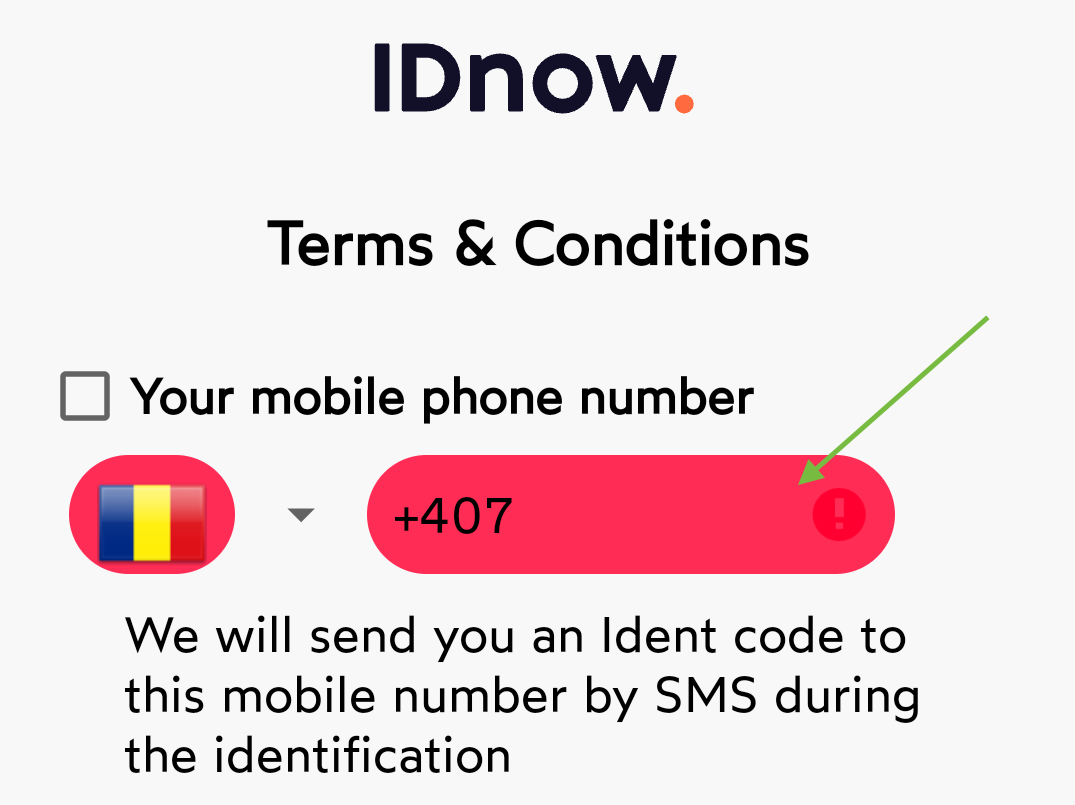 IDnow.
Terms & Conditions
Your mobile phone number
+407
!
We will send you an Ident code to
this mobile number by SMS during
the identification